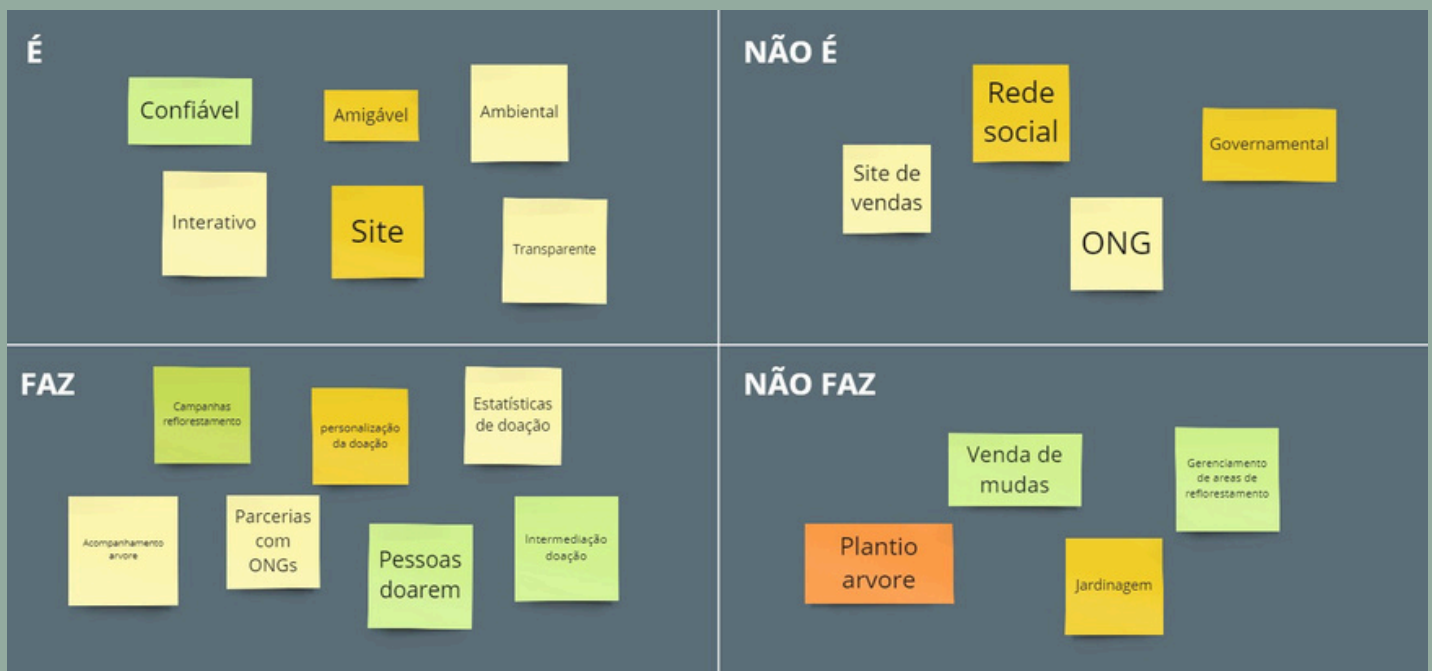 É
Confiável
Amigável
Ambiental
Interativo
Site
Transparente
NÃO É
Rede
social
Governamental
Site de
vendas
ONG
FAZ
Campanhas
reflorestamento
personalização
da doação
Estatísticas
de doação
Acompanhamento
arvore
Parcerias
com
ONGs
Pessoas
doarem
Intermediação
doação
NÃO FAZ
Venda de
mudas
Gerenciamento
de areas de
reflorestamento
Plantio
arvore
Jardinagem